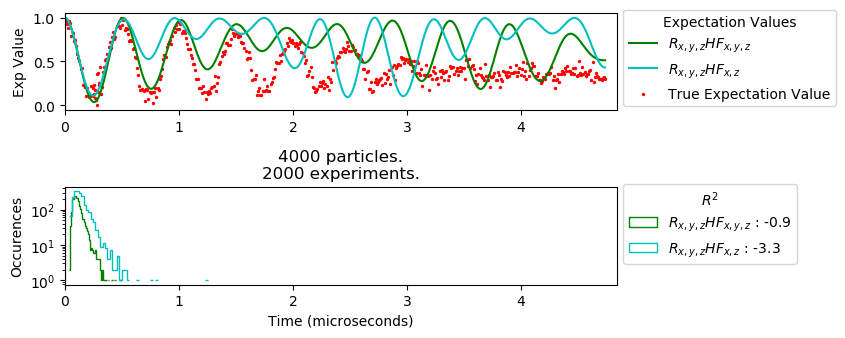 1.0
0.5
0.0
Exp Value
0 1 2 3 4
Expectation Values
R_{x,y,z}HF_{x,y,z}
R_{x,y,z}HF_{x,z}
True Expectation Value
4000 particles.
2000 experiments.
10^2
10^1
10^0
Occurences
0 1 2 3 4
Time (microseconds)
R^2
R_{x,y,z}HF_{x,y,z} : -0.9
R_{x,y,z}HF_{x,z} : -3.3